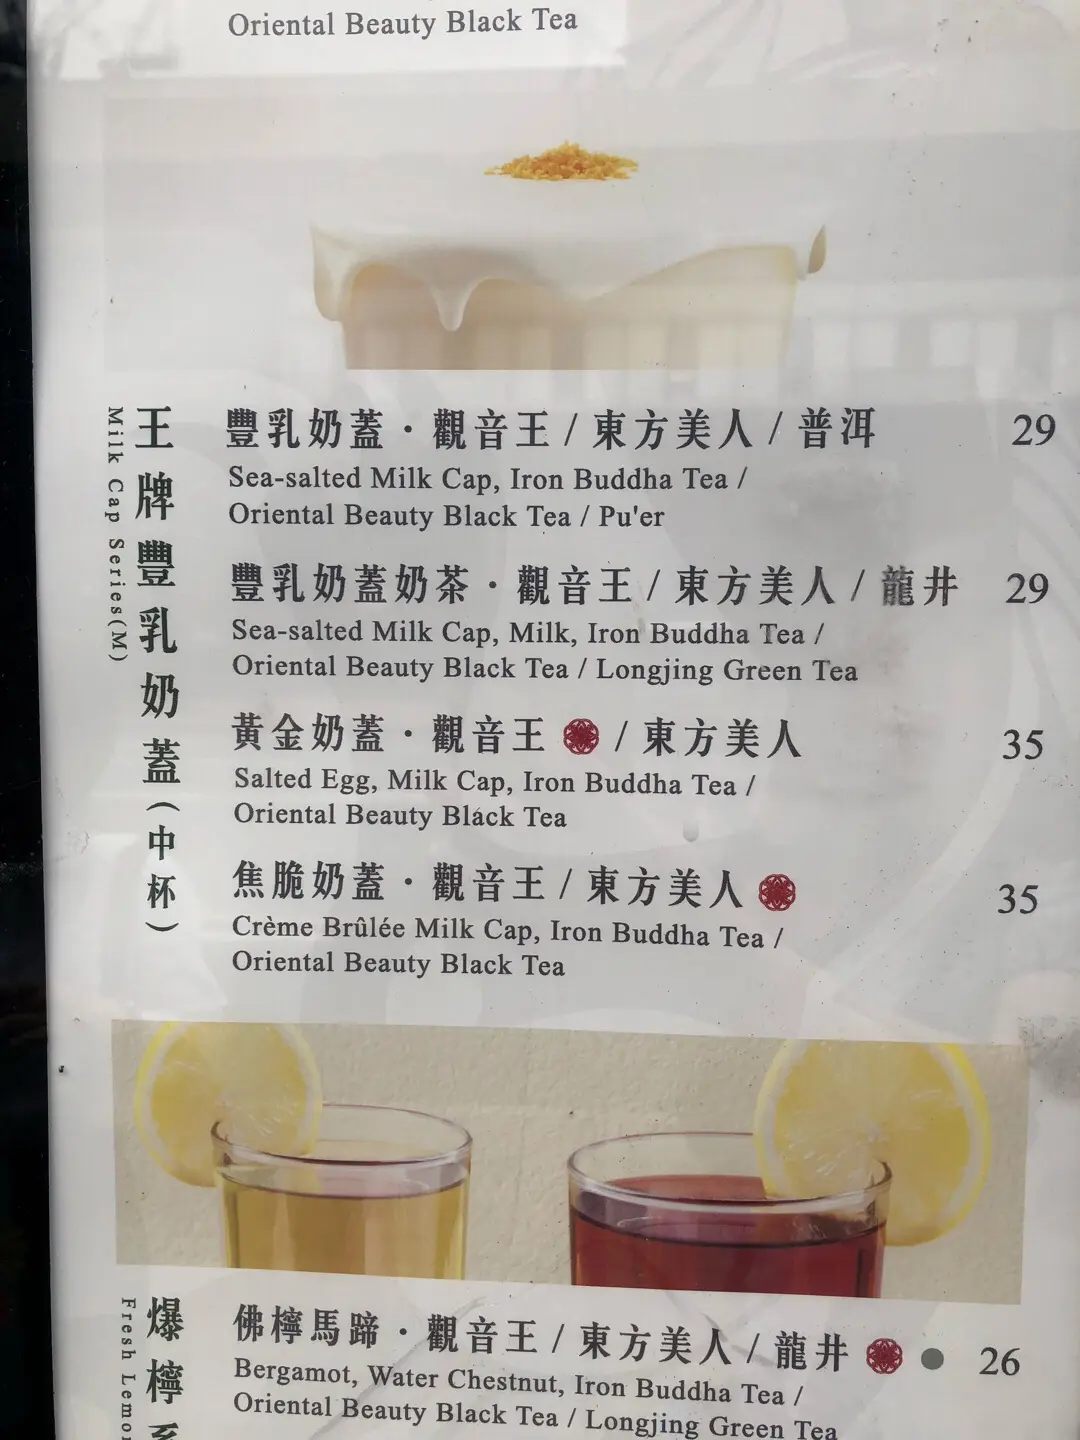 Oriental Beauty Black Tea
王牌豐乳奶蓋(中杯)
Milk Cap Series(M)
豐乳奶蓋·觀音王/東方美人/普洱 29
Sea-salted Milk Cap, Iron Buddha Tea /
Oriental Beauty Black Tea / Pu'er
豐乳奶蓋奶茶·觀音王/東方美人/龍井 29
Sea-salted Milk Cap, Milk, Iron Buddha Tea /
Oriental Beauty Black Tea / Longjing Green Tea
黃金奶蓋·觀音王 / 東方美人 35
Salted Egg, Milk Cap, Iron Buddha Tea /
Oriental Beauty Black Tea
焦脆奶蓋·觀音王/東方美人 35
Crème Brûlée Milk Cap, Iron Buddha Tea /
Oriental Beauty Black Tea
爆檸系
Fresh Lemon
佛檸馬蹄·觀音王/東方美人/龍井 26
Bergamot, Water Chestnut, Iron Buddha Tea /
Oriental Beauty Black Tea / Longjing Green Tea